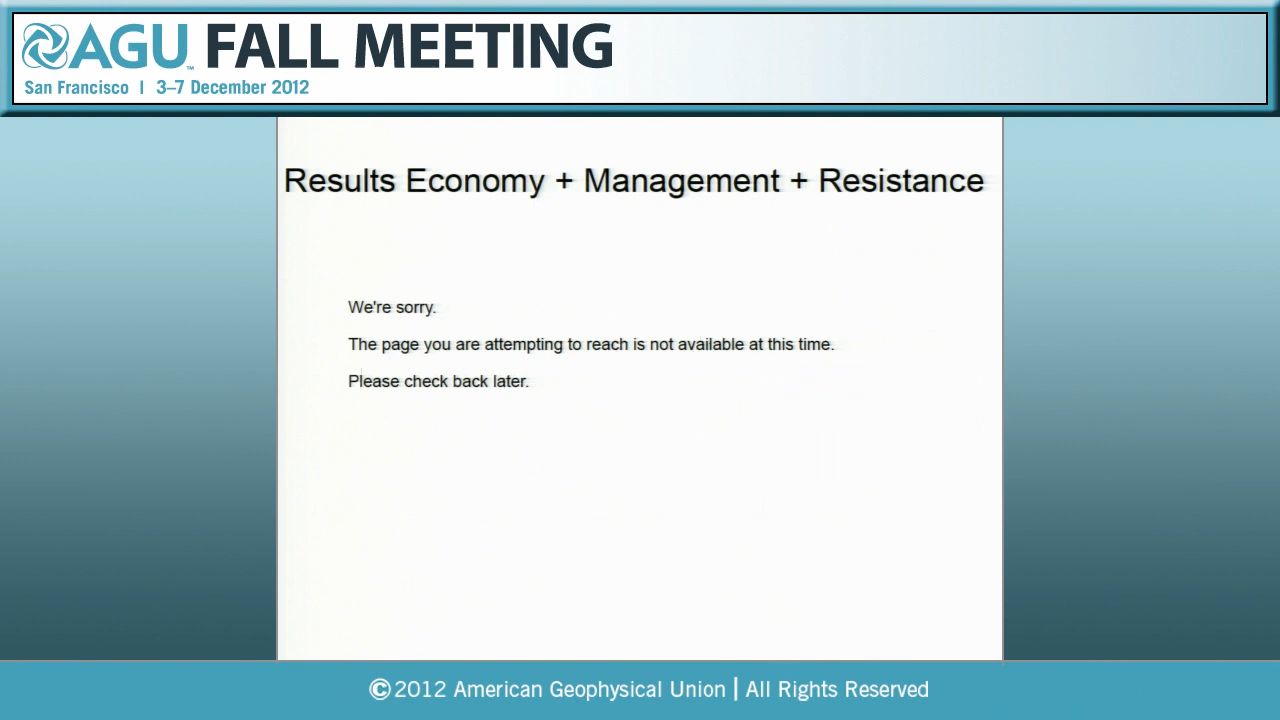 AGU™ FALL MEETING
San Francisco | 3–7 December 2012
Results Economy + Management + Resistance
We're sorry.
The page you are attempting to reach is not available at this time.
Please check back later.
©2012 American Geophysical Union | All Rights Reserved